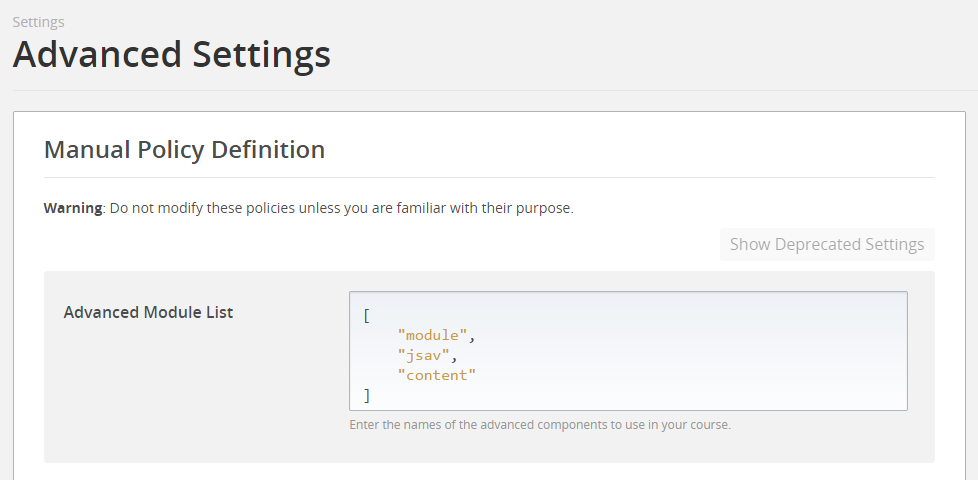 Settings
Advanced Settings
Manual Policy Definition
Warning: Do not modify these policies unless you are familiar with their purpose.
Show Deprecated Settings
Advanced Module List
[
"module",
"jsav",
"content"
]
Enter the names of the advanced components to use in your course.